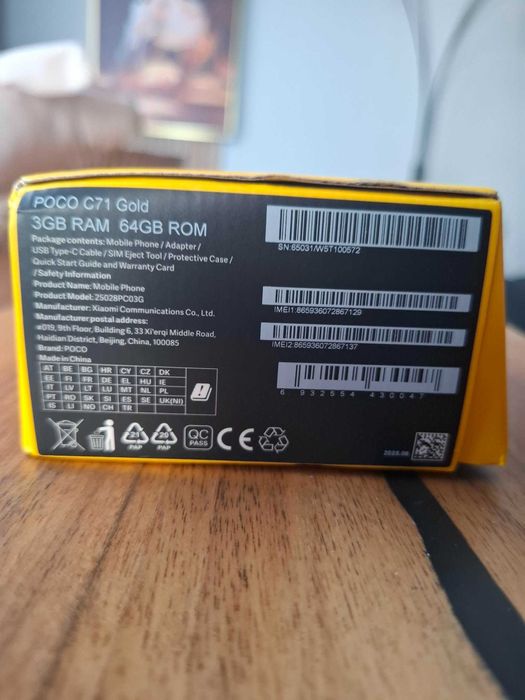 POCO C71 Gold
3GB RAM 64GB ROM
Package contents: Mobile Phone / Adapter /
USB Type-C Cable / SIM Eject Tool / Protective Case /
Quick Start Guide and Warranty Card
/ Safety Information
Product Name: Mobile Phone
Product Model: 25028PC03G
Manufacturer: Xiaomi Communications Co., Ltd.
Manufacturer postal address:
#019, 9th Floor, Building 6, 33 Xi'erqi Middle Road,
Haidian District, Beijing, China, 100085
Brand: POCO
Made in China
AT BE BG HR CY CZ DK
EE FI FR DE EL HU IE
IT LV LT LU MT NL PL
PT RO SK SI ES SE UK(NI)
IS LI NO CH TR
21
PAP
20
PAP
QC
PASS
CE
SN:65031/W5T100572
IMEI1:865936072867129
IMEI2:865936072867137
6 932554 430047